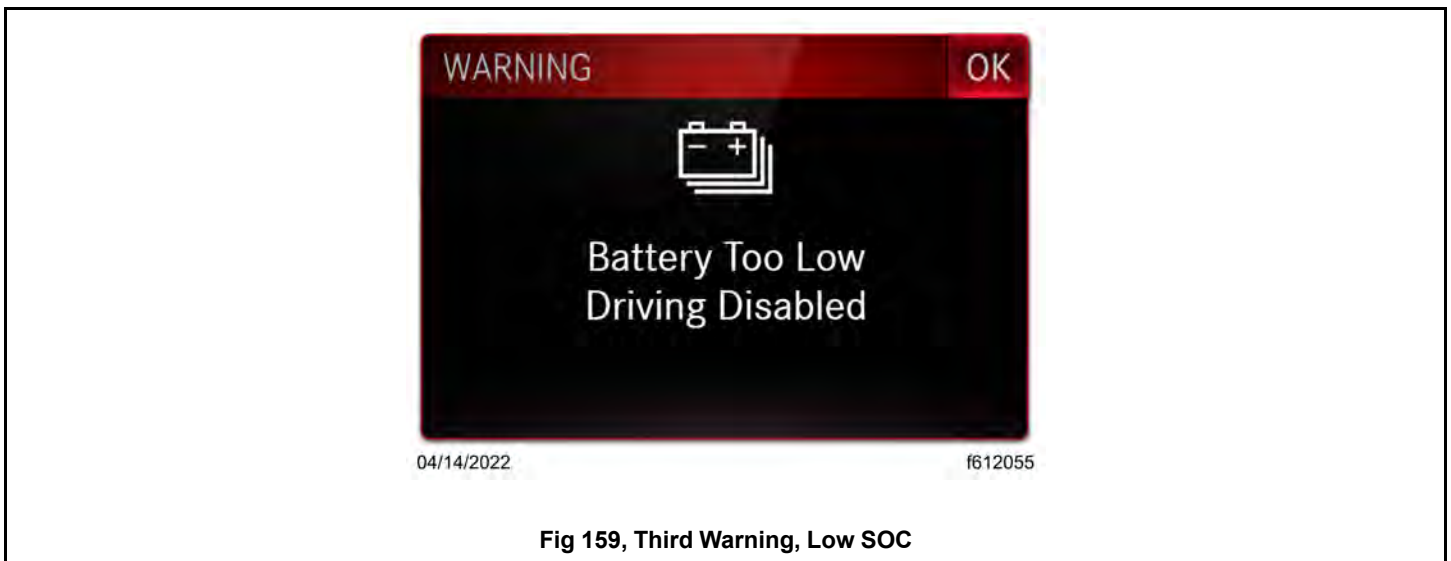 WARNING OK
- +
Battery Too Low
Driving Disabled
04/14/2022 f612055
Fig 159, Third Warning, Low SOC